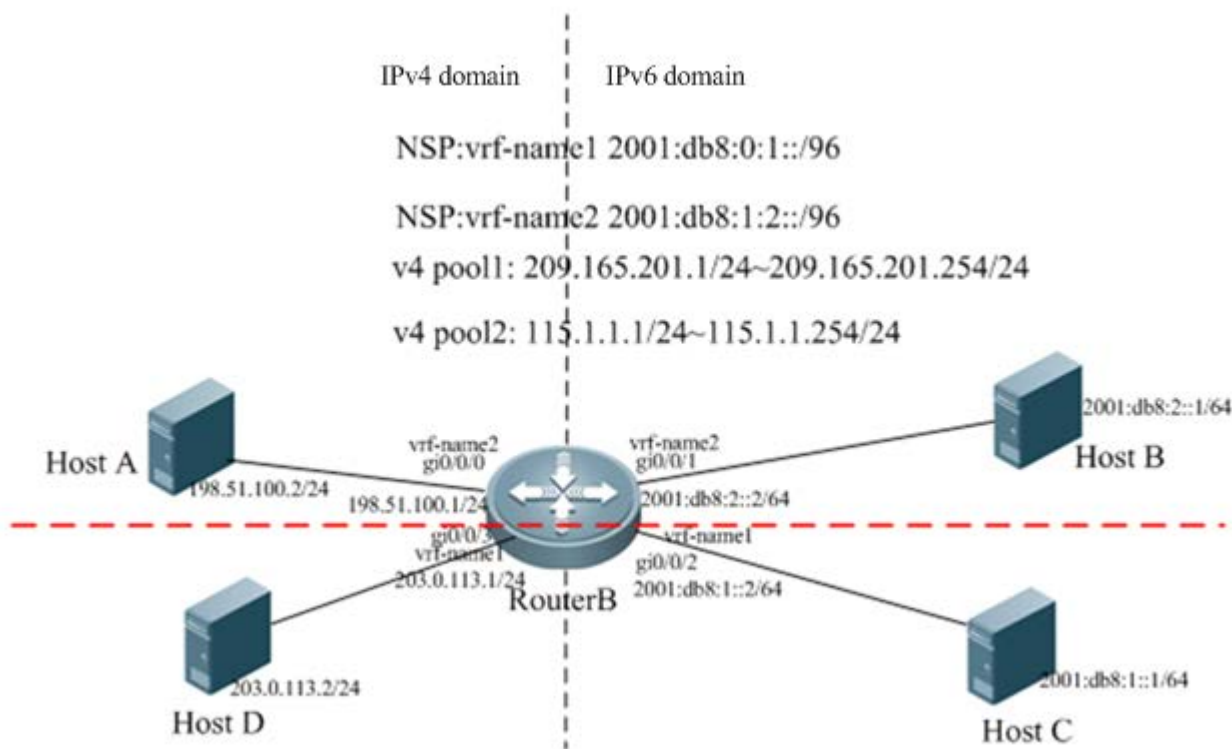 IPv4 domain
IPv6 domain
NSP:vrf-name1 2001:db8:0:1::/96
NSP:vrf-name2 2001:db8:1:2::/96
v4 pool1: 209.165.201.1/24~209.165.201.254/24
v4 pool2: 115.1.1.1/24~115.1.1.254/24
Host A
198.51.100.2/24
vrf-name2
gi0/0/0
198.51.100.1/24
vrf-name2
gi0/0/1
2001:db8:2::2/64
2001:db8:2::1/64
Host B
gi0/0/3
vrf-name1
203.0.113.1/24
RouterB
vrf-name1
gi0/0/2
2001:db8:1::2/64
203.0.113.2/24
Host D
2001:db8:1::1/64
Host C